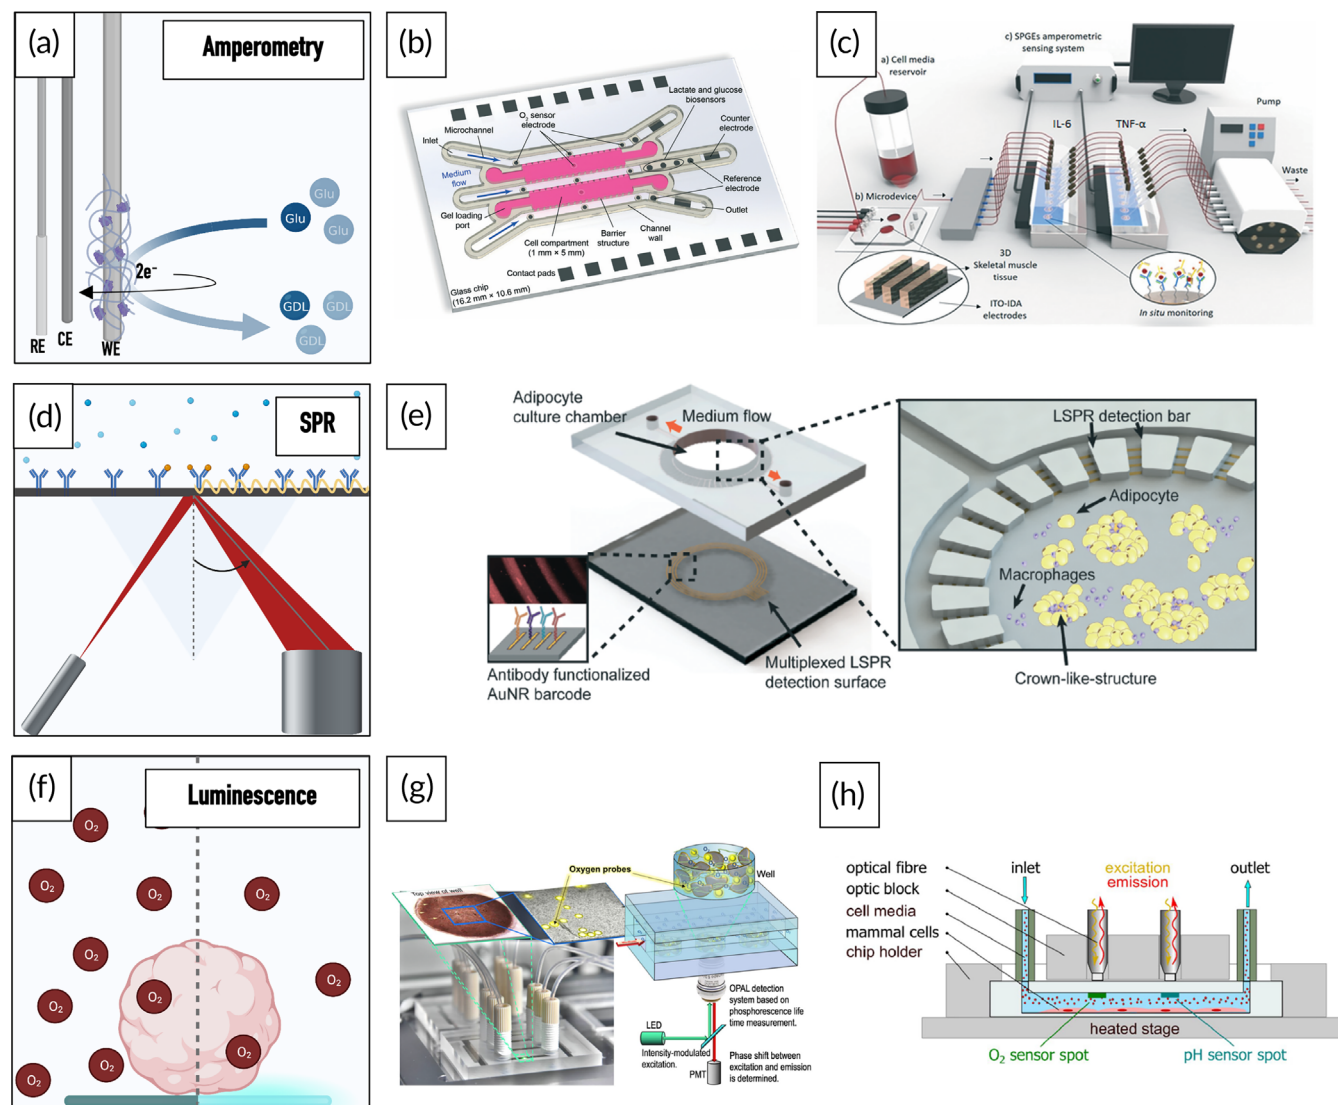 (a)
Amperometry
Glu
Glu
2e⁻
GDL
GDL
GDL
RE
CE
WE
(b)
Lactate and glucose
biosensors
O₂ sensor
electrode
Counter
electrode
Microchannel
Inlet
Medium
flow
Reference
electrode
Gel loading
port
Outlet
Cell compartment
(1 mm × 5 mm)
Barrier
structure
Channel
wall
Contact pads
Glass chip
(16.2 mm × 10.6 mm)
(c)
c) SPGEs amperometric
sensing system
a) Cell media
reservoir
IL-6
TNF-α
Pump
Waste
b) Microdevice
3D
Skeletal muscle
tissue
ITO-IDA
electrodes
In situ monitoring
(d)
SPR
(e)
Adipocyte
culture chamber
Medium flow
LSPR detection bar
Adipocyte
Macrophages
Crown-like-structure
Antibody functionalized
AuNR barcode
Multiplexed LSPR
detection surface
(f)
Luminescence
O₂
O₂
O₂
O₂
O₂
O₂
O₂
O₂
O₂
O₂
O₂
(g)
Oxygen probes
Top view of well
Well
OPAL detection
system based on
phosphorescence life
time measurement.
LED
Intensity-modulated
excitation.
PMT
Phase shift between
excitation and emission
is determined.
(h)
optical fibre
optic block
cell media
mammal cells
chip holder
inlet
excitation
emission
outlet
heated stage
O₂ sensor spot
pH sensor spot